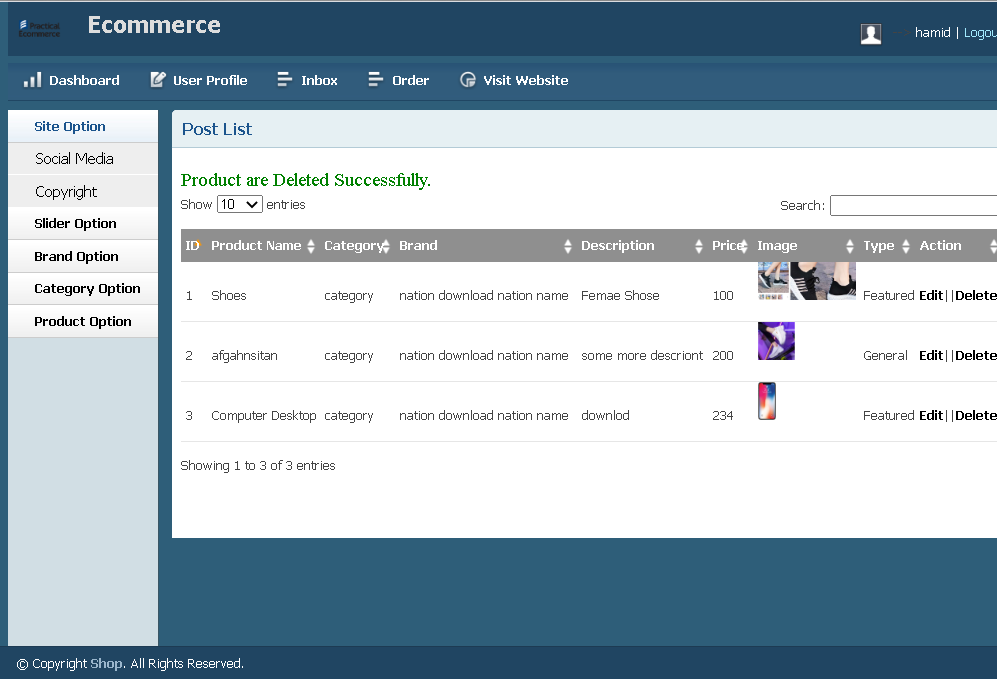 Practical
Ecommerce
Ecommerce
hamid | Logou
Dashboard User Profile Inbox Order Visit Website
Site Option
Social Media
Copyright
Slider Option
Brand Option
Category Option
Product Option
Post List
Product are Deleted Successfully.
Show 10 entries
Search:
ID Product Name Category Brand Description Price Image Type Action
1 Shoes category nation download nation name Femae Shose 100 Featured Edit||Delete
2 afgahnsitan category nation download nation name some more descriont 200 General Edit||Delete
3 Computer Desktop category nation download nation name downlod 234 Featured Edit||Delete
Showing 1 to 3 of 3 entries
© Copyright Shop. All Rights Reserved.